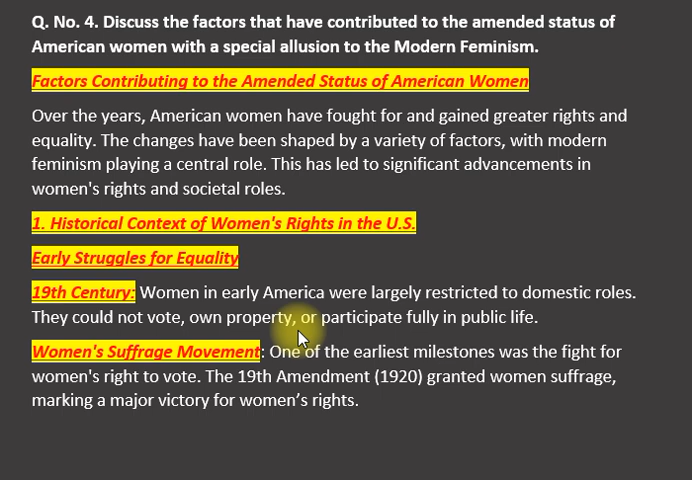 Q. No. 4. Discuss the factors that have contributed to the amended status of
American women with a special allusion to the Modern Feminism.
Factors Contributing to the Amended Status of American Women
Over the years, American women have fought for and gained greater rights and
equality. The changes have been shaped by a variety of factors, with modern
feminism playing a central role. This has led to significant advancements in
women's rights and societal roles.
1. Historical Context of Women's Rights in the U.S.
Early Struggles for Equality
19th Century: Women in early America were largely restricted to domestic roles.
They could not vote, own property, or participate fully in public life.
Women's Suffrage Movement: One of the earliest milestones was the fight for
women's right to vote. The 19th Amendment (1920) granted women suffrage,
marking a major victory for women’s rights.